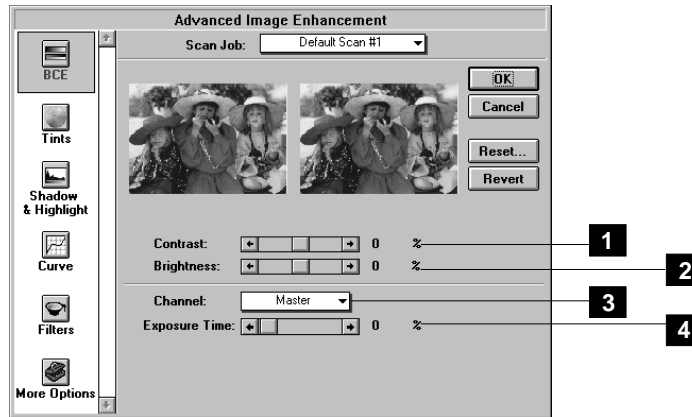 Advanced Image Enhancement
Scan Job: Default Scan #1
BCE
Tints
Shadow
& Highlight
Curve
Filters
More Options
OK
Cancel
Reset...
Revert
Contrast: 0 % 1
Brightness: 0 % 2
Channel: Master 3
Exposure Time: 0 % 4